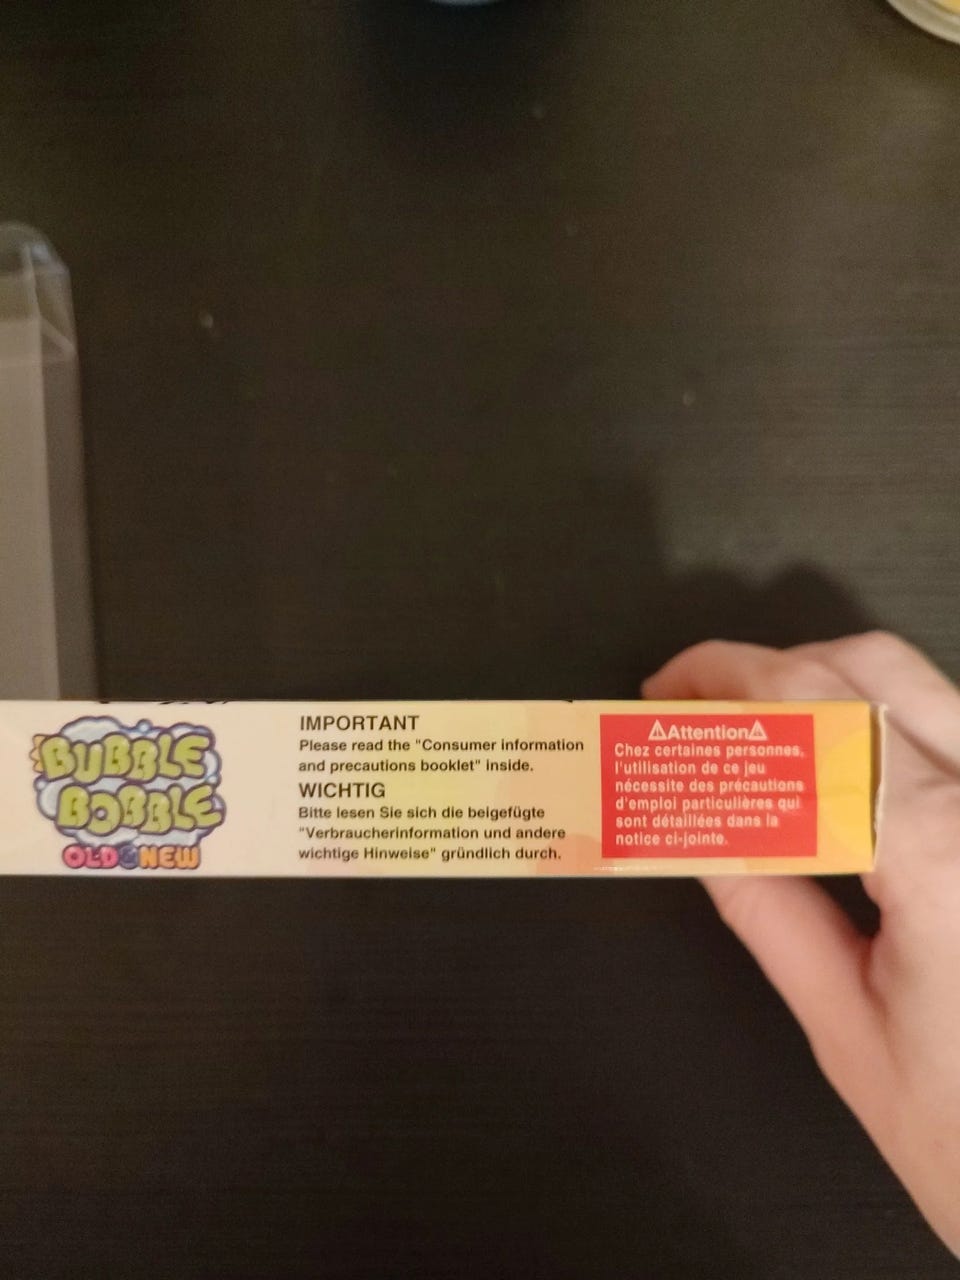 BUBBLE
BOBBLE
OLD & NEW
IMPORTANT
Please read the "Consumer information
and precautions booklet" inside.
WICHTIG
Bitte lesen Sie sich die beigefügte
"Verbraucherinformation und andere
wichtige Hinweise" gründlich durch.
⚠Attention⚠
Chez certaines personnes,
l'utilisation de ce jeu
nécessite des précautions
d'emploi particulières qui
sont détaillées dans la
notice ci-jointe.